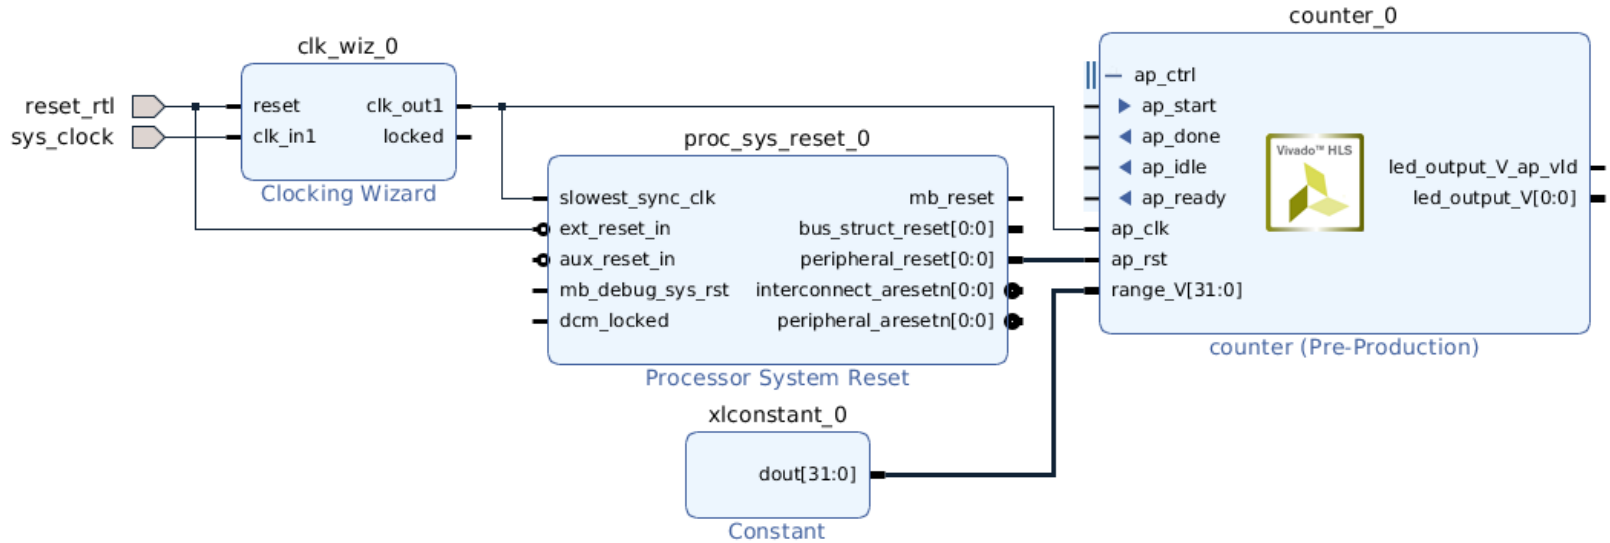 reset_rtl
sys_clock
clk_wiz_0
reset
clk_in1
clk_out1
locked
Clocking Wizard
proc_sys_reset_0
slowest_sync_clk
ext_reset_in
aux_reset_in
mb_debug_sys_rst
dcm_locked
mb_reset
bus_struct_reset[0:0]
peripheral_reset[0:0]
interconnect_aresetn[0:0]
peripheral_aresetn[0:0]
Processor System Reset
xlconstant_0
dout[31:0]
Constant
counter_0
ap_ctrl
ap_start
ap_done
ap_idle
ap_ready
ap_clk
ap_rst
range_V[31:0]
Vivado™ HLS
led_output_V_ap_vld
led_output_V[0:0]
counter (Pre-Production)